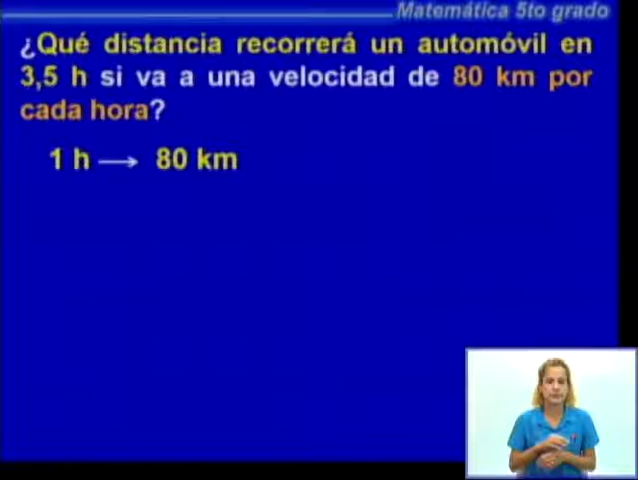 Matemática 5to grado
¿Qué distancia recorrerá un automóvil en
3,5 h si va a una velocidad de 80 km por
cada hora?
1 h → 80 km